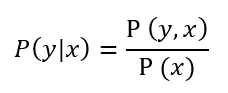 P(y|x) = P (y, x) / P (x)